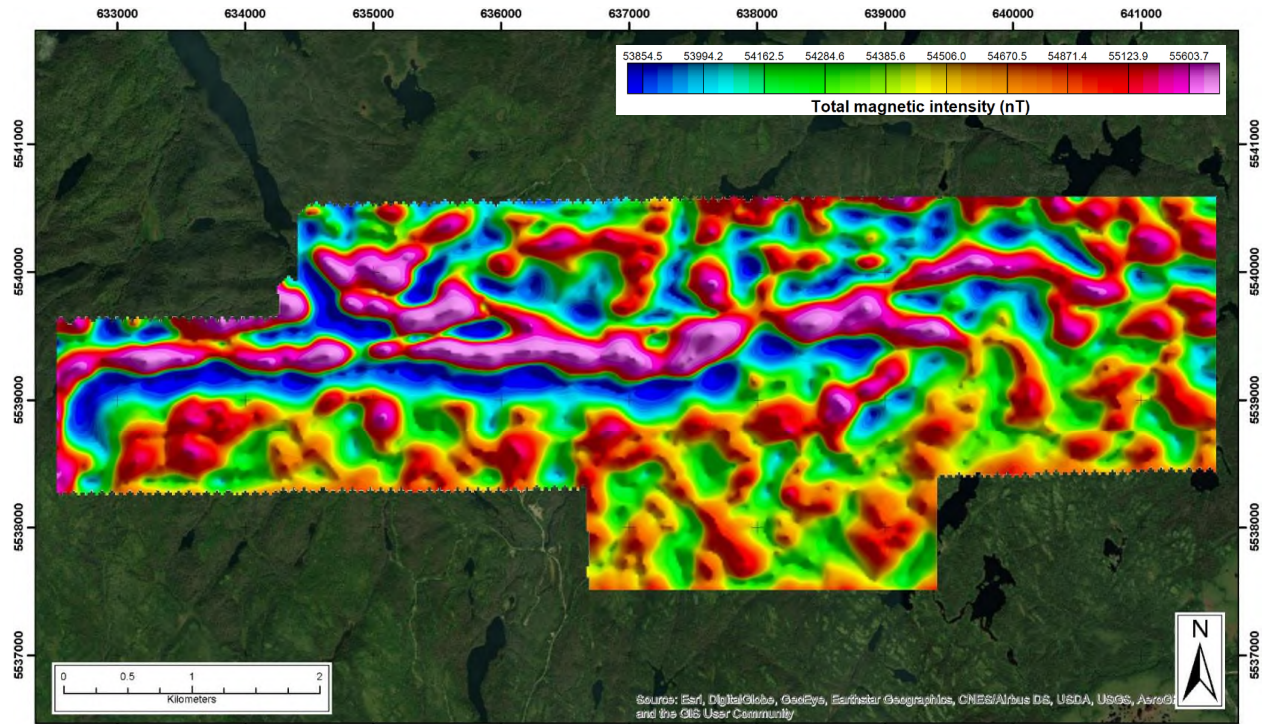 633000 634000 635000 636000 637000 638000 639000 640000 641000
53854.5 53994.2 54162.5 54284.6 54385.6 54506.0 54670.5 54871.4 55123.9 55603.7
Total magnetic intensity (nT)
5541000 5541000
5540000 5540000
5539000 5539000
5538000 5538000
5537000 5537000
N
0 0.5 1 2
Kilometers
Source: Esri, DigitalGlobe, GeoEye, Earthstar Geographics, CNES/Airbus DS, USDA, USGS, AeroG
and the GIS User Community